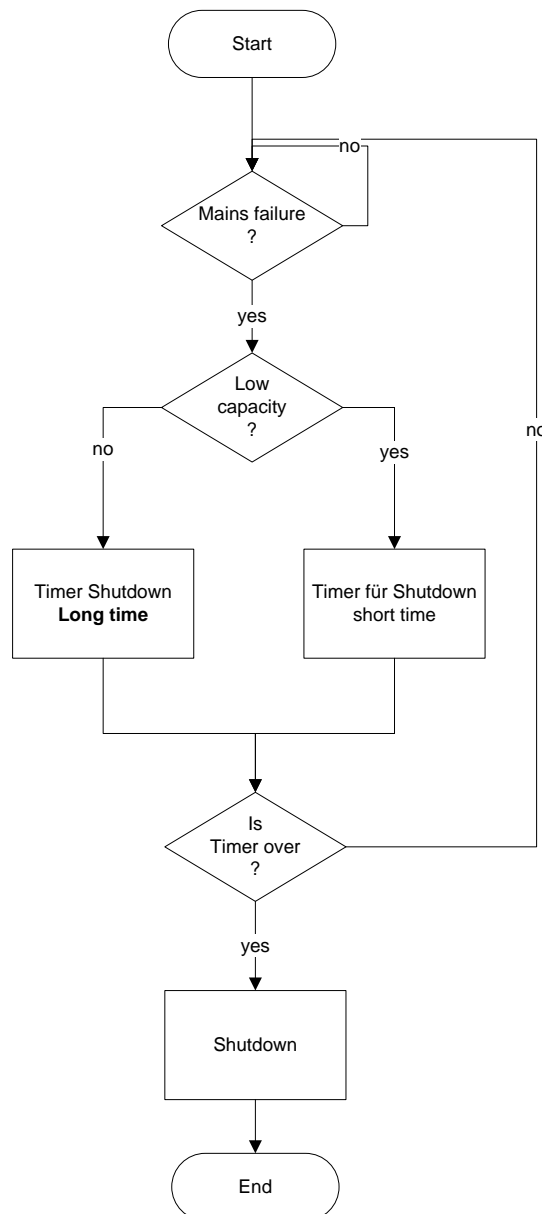 Start
no
Mains failure
?
yes
Low
capacity
?
no
yes
no
Timer Shutdown
Long time
Timer für Shutdown
short time
Is
Timer over
?
yes
Shutdown
End